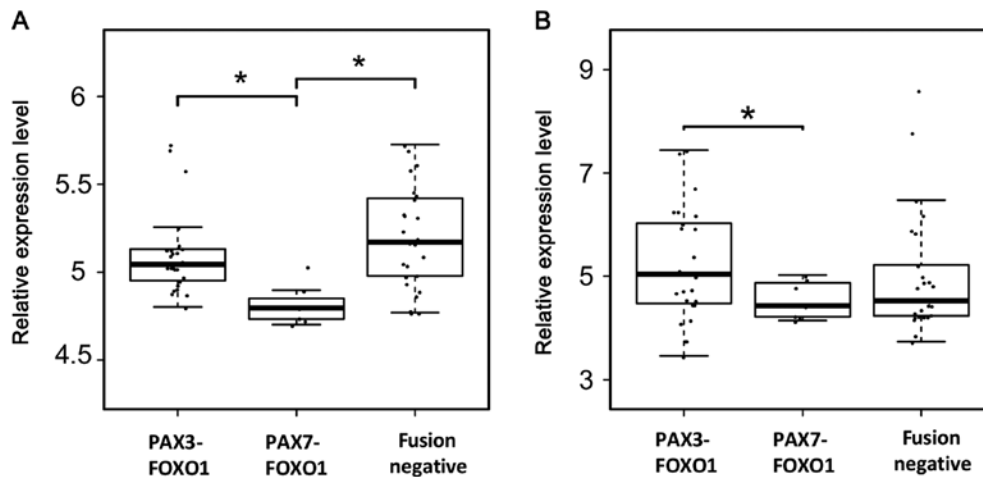 A
Relative expression level
6
5.5
5
4.5
*
*
PAX3-
FOXO1
PAX7-
FOXO1
Fusion
negative
B
Relative expression level
9
7
5
3
*
PAX3-
FOXO1
PAX7-
FOXO1
Fusion
negative